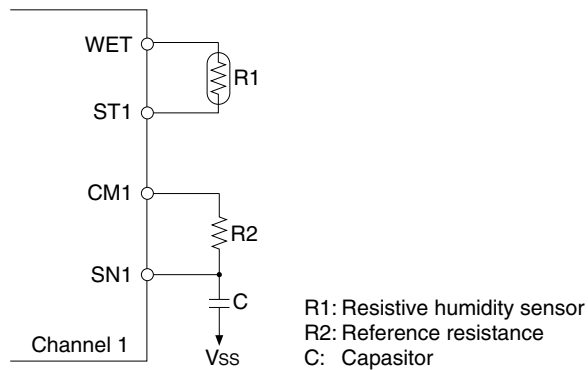 WET
R1
ST1
CM1
R2
SN1
C
Channel 1
VSS
R1: Resistive humidity sensor
R2: Reference resistance
C: Capasitor